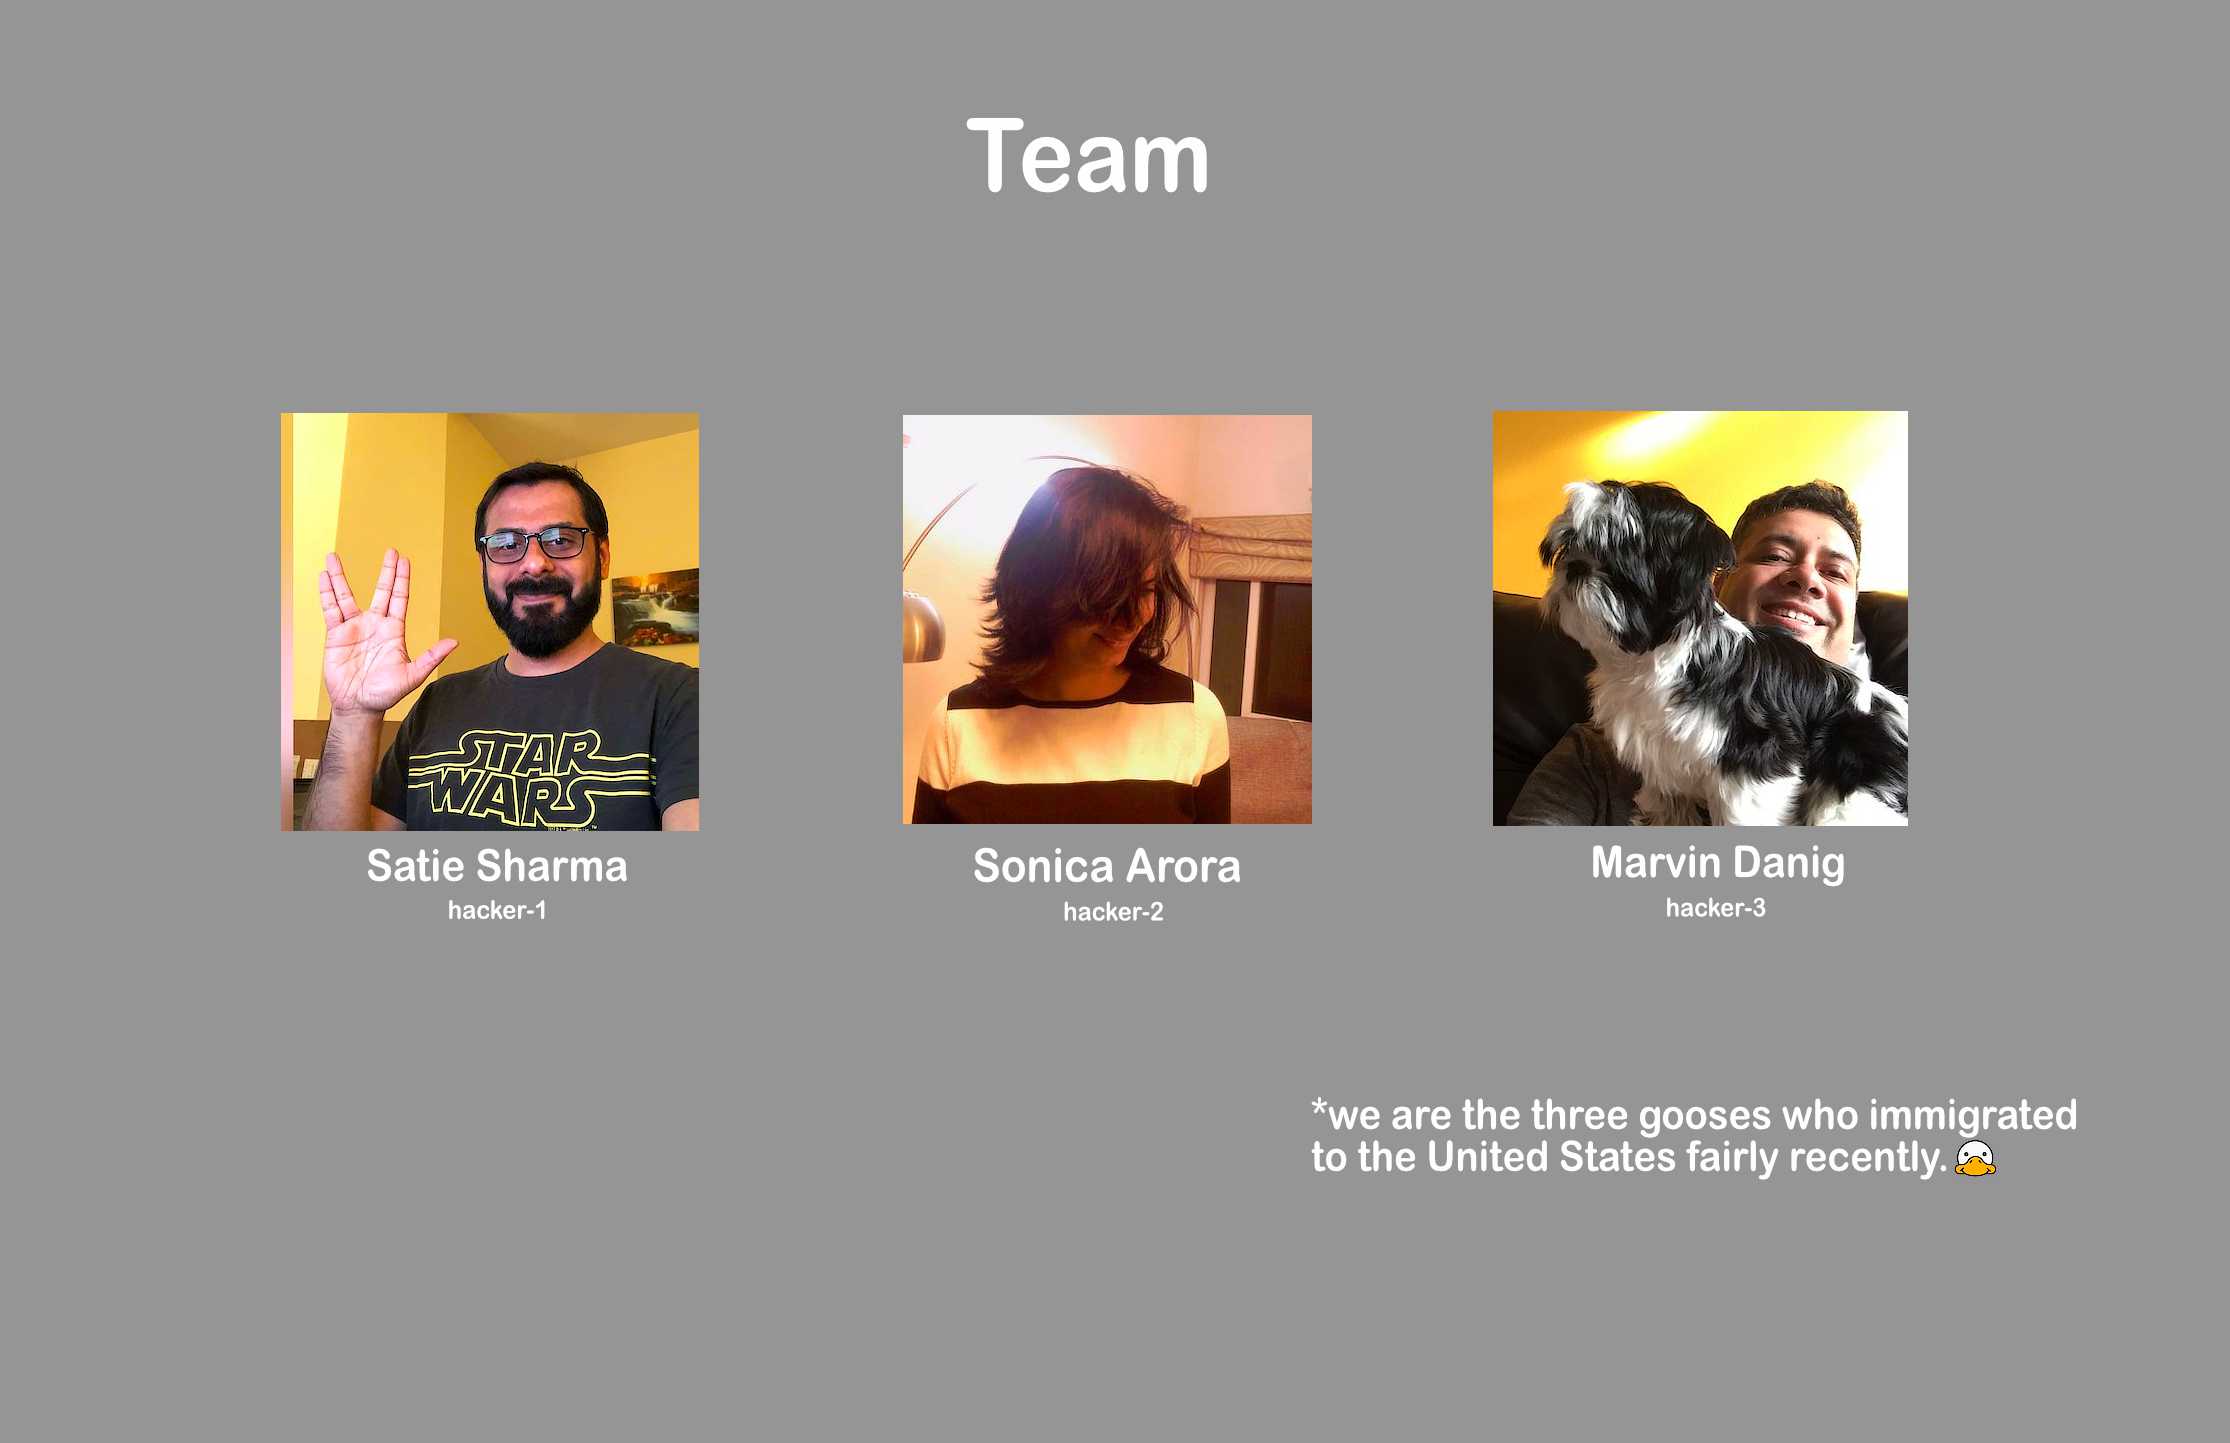 Team
STAR
WARS
Satie Sharma
hacker-1
Sonica Arora
hacker-2
Marvin Danig
hacker-3
*we are the three gooses who immigrated
to the United States fairly recently.